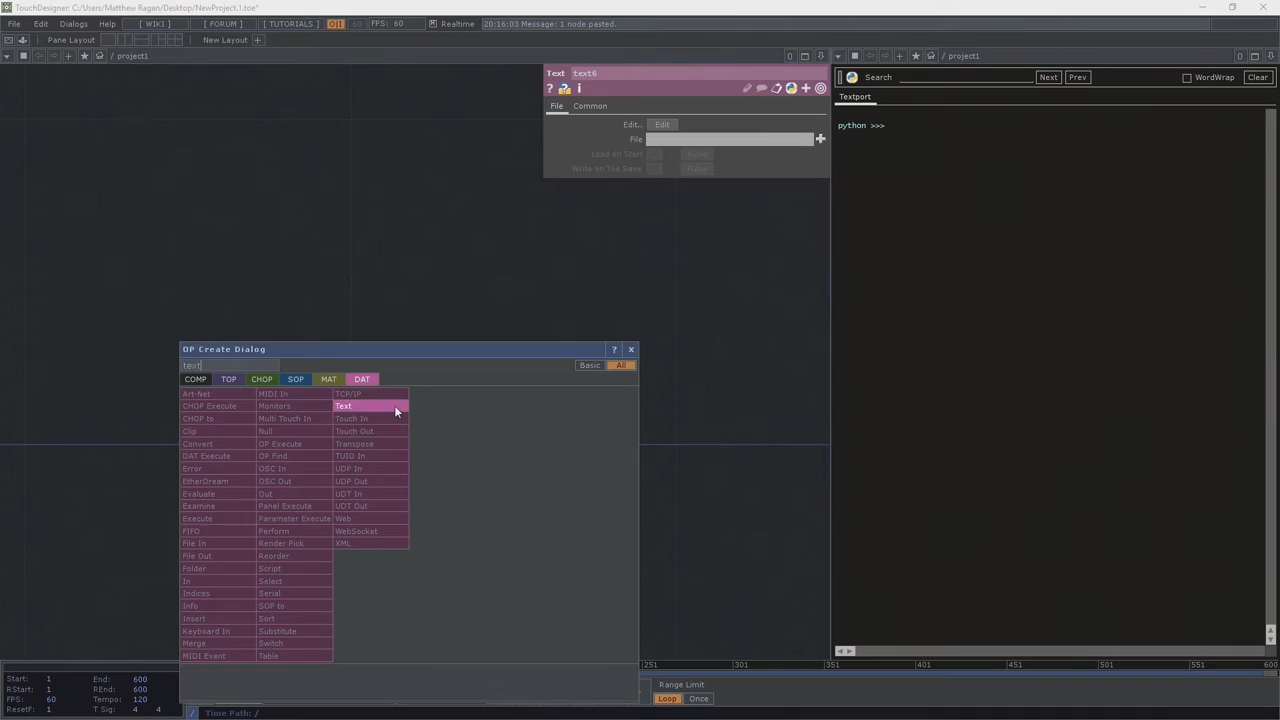 TouchDesigner: C:/Users/Matthew Ragan/Desktop/NewProject.1.toe*
File Edit Dialogs Help [ WIKI ] [ FORUM ] [ TUTORIALS ] O|I 60 FPS: 60 Realtime 20:16:03 Message: 1 node pasted.
Pane Layout New Layout +
/ project1 0
/ project1 0
Text text6
? ? i
File Common
Edit.. Edit
File
Load on Start Pulse
Write on Toe Save Pulse
Search Next Prev WordWrap Clear
Textport
python >>>
OP Create Dialog ? x
text Basic All
COMP TOP CHOP SOP MAT DAT
Art-Net MIDI In TCP/IP
CHOP Execute Monitors Text
CHOP to Multi Touch In Touch In
Clip Null Touch Out
Convert OP Execute Transpose
DAT Execute OP Find TUIO In
Error OSC In UDP In
EtherDream OSC Out UDP Out
Evaluate Out UDT In
Examine Panel Execute UDT Out
Execute Parameter Execute Web
FIFO Perform WebSocket
File In Render Pick XML
File Out Reorder
Folder Script
In Select
Indices Serial
Info SOP to
Insert Sort
Keyboard In Substitute
Merge Switch
MIDI Event Table
251 301 351 401 451 501 551 600
Start: 1 End: 600
RStart: 1 REnd: 600
FPS: 60 Tempo: 120
ResetF: 1 T Sig: 4 4
Range Limit
Loop Once
/ Time Path: /